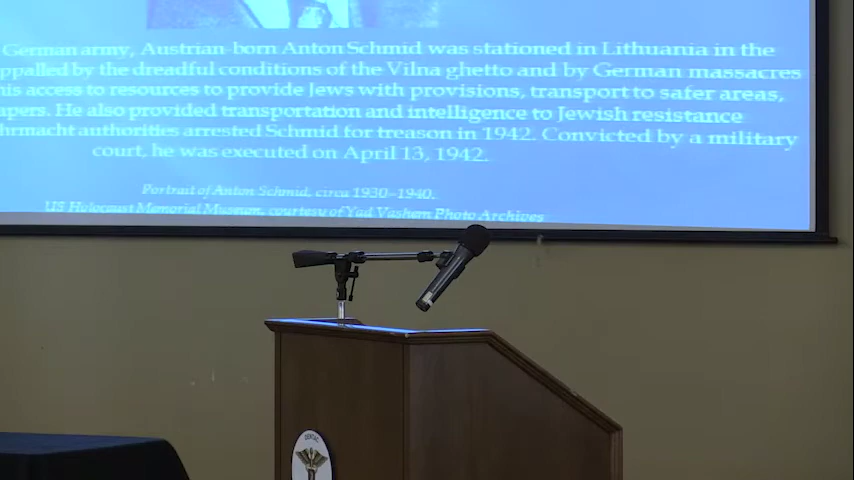 German army, Austrian-born Anton Schmid was stationed in Lithuania in the
ppalled by the dreadful conditions of the Vilna ghetto and by German massacres
his access to resources to provide Jews with provisions, transport to safer areas,
apers. He also provided transportation and intelligence to Jewish resistance
hrmacht authorities arrested Schmid for treason in 1942. Convicted by a military
court, he was executed on April 13, 1942.
Portrait of Anton Schmid, circa 1930-1940.
US Holocaust Memorial Museum, courtesy of Yad Vashem Photo Archives